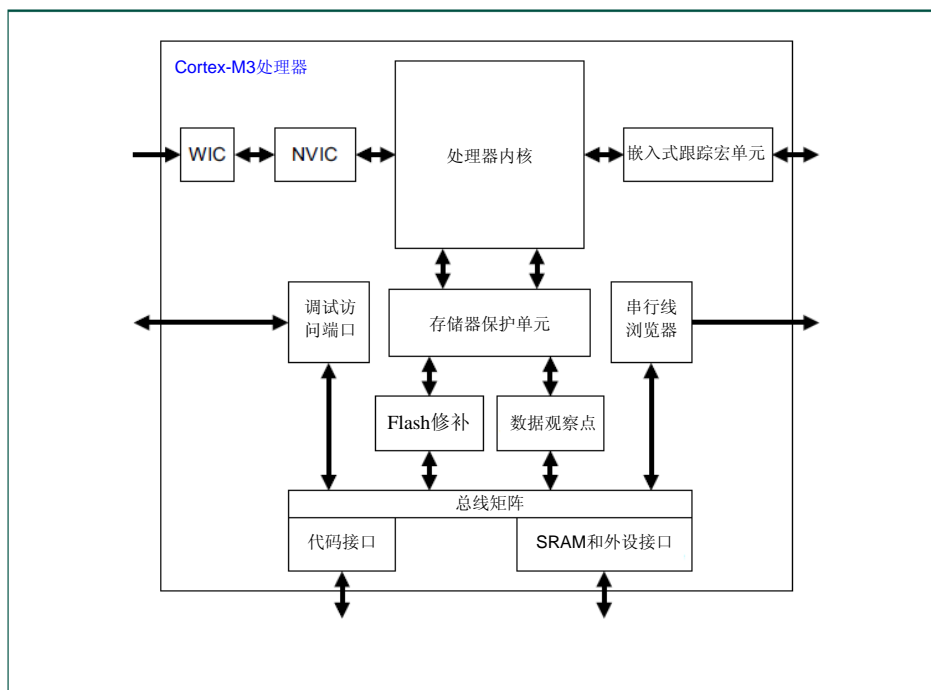 Cortex-M3处理器
WIC
NVIC
处理器内核
嵌入式跟踪宏单元
调试访
问端口
存储器保护单元
串行线
浏览器
Flash修补
数据观察点
总线矩阵
代码接口
SRAM和外设接口